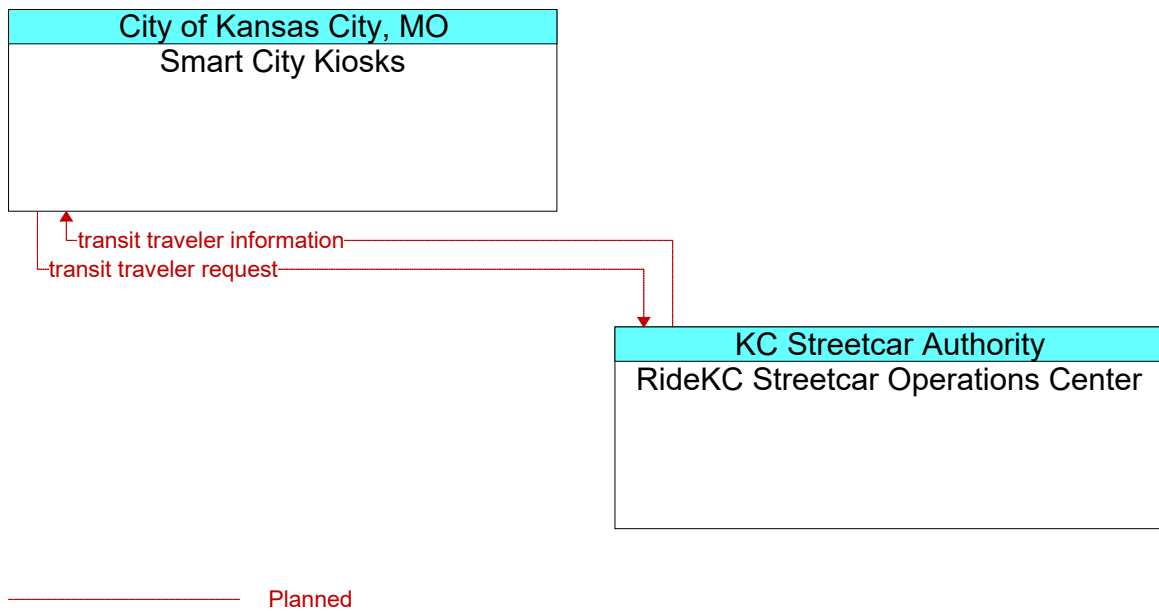 City of Kansas City, MO
Smart City Kiosks
transit traveler information
transit traveler request
KC Streetcar Authority
RideKC Streetcar Operations Center
Planned